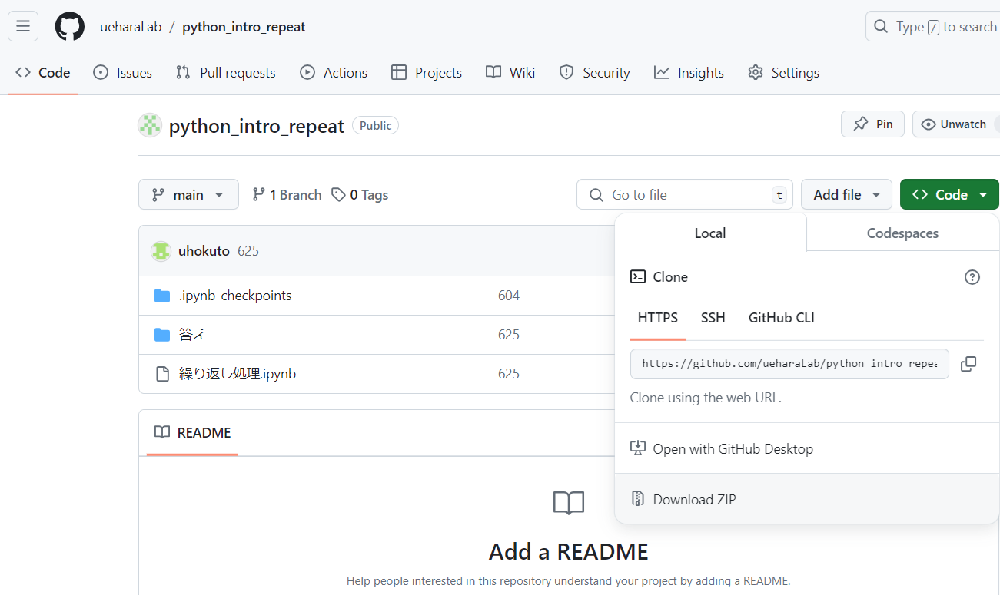 ueharaLab / python_intro_repeat
Type / to search
Code Issues Pull requests Actions Projects Wiki Security Insights Settings
python_intro_repeat Public
Pin Unwatch
main 1 Branch 0 Tags
Go to file t
Add file Code
Local Codespaces
uhokuto 625
Clone
.ipynb_checkpoints 604
HTTPS SSH GitHub CLI
答え 625
https://github.com/ueharaLab/python_intro_repea
繰り返し処理.ipynb 625
Clone using the web URL.
README
Open with GitHub Desktop
Download ZIP
Add a README
Help people interested in this repository understand your project by adding a README.